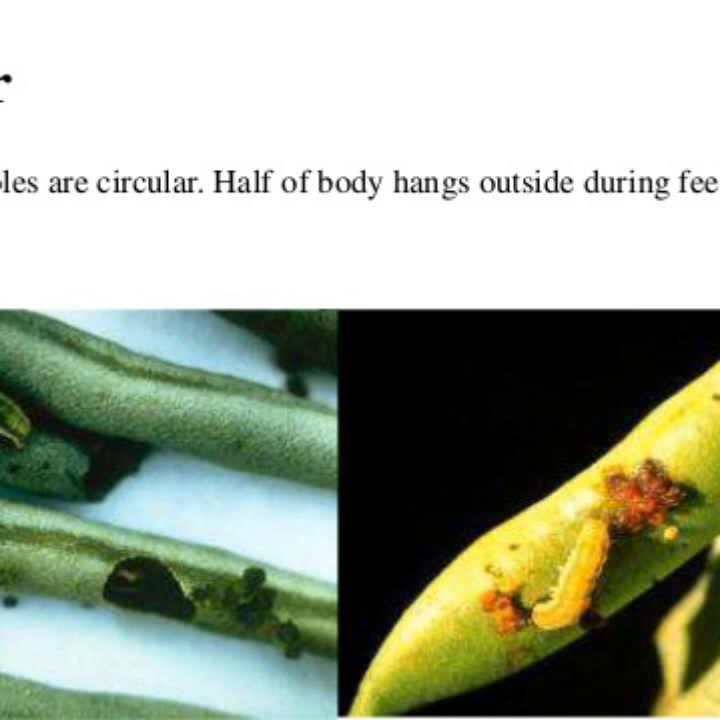 r
oles are circular. Half of body hangs outside during fee